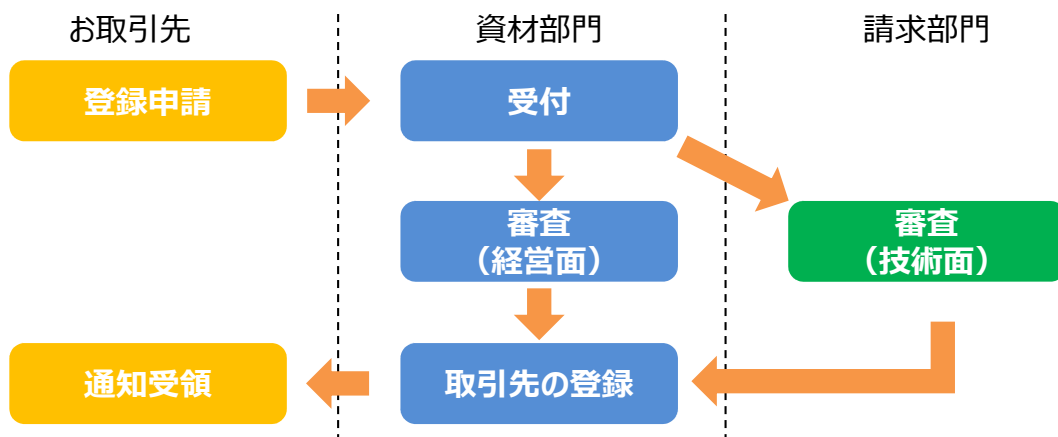 お取引先
資材部門
請求部門
登録申請
受付
審査
（経営面）
審査
（技術面）
通知受領
取引先の登録